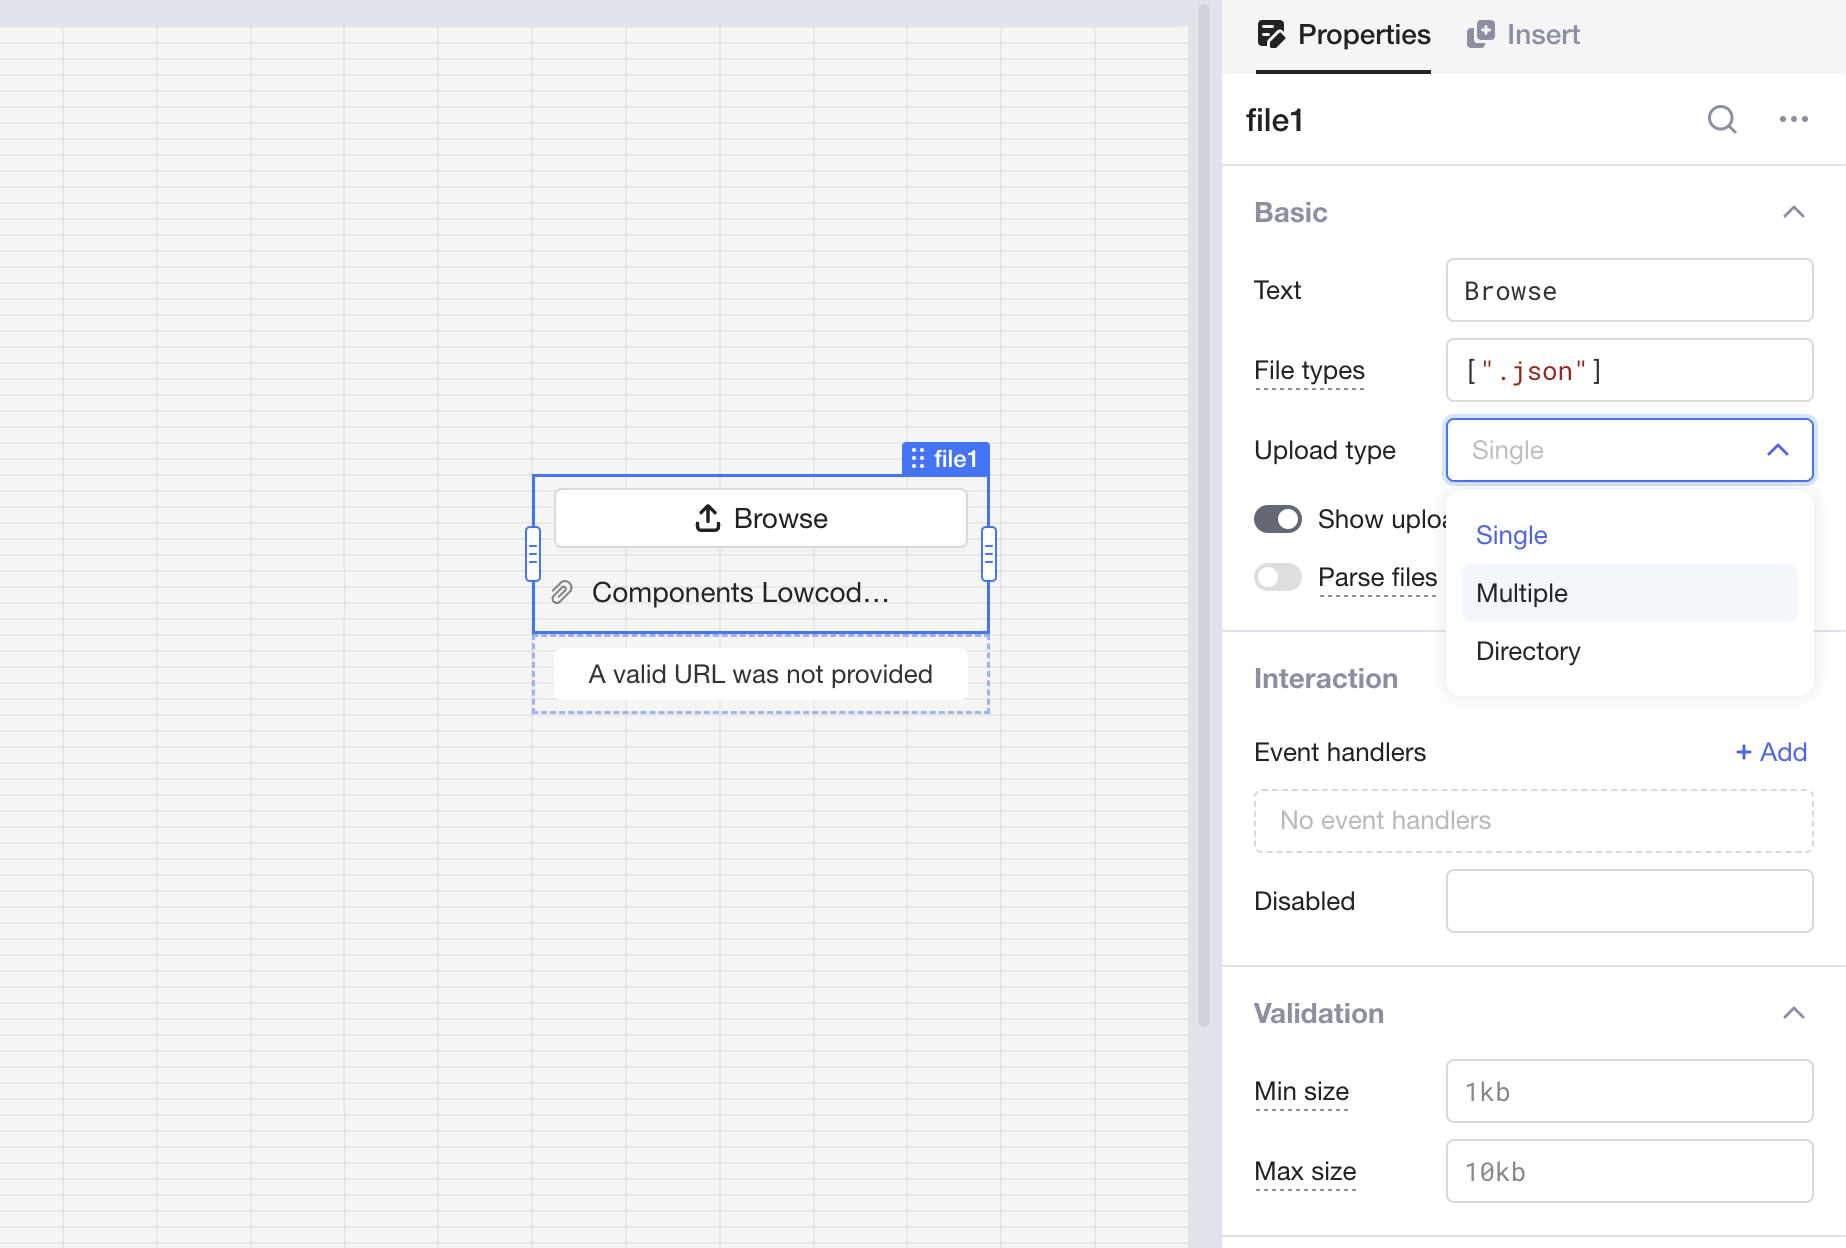 Properties
Insert
file1
Basic
Text
Browse
File types
[".json"]
Upload type
Single
Show uploa
Single
Parse files
Multiple
Directory
file1
Browse
Components Lowcod...
A valid URL was not provided
Interaction
Event handlers
+ Add
No event handlers
Disabled
Validation
Min size
1kb
Max size
10kb